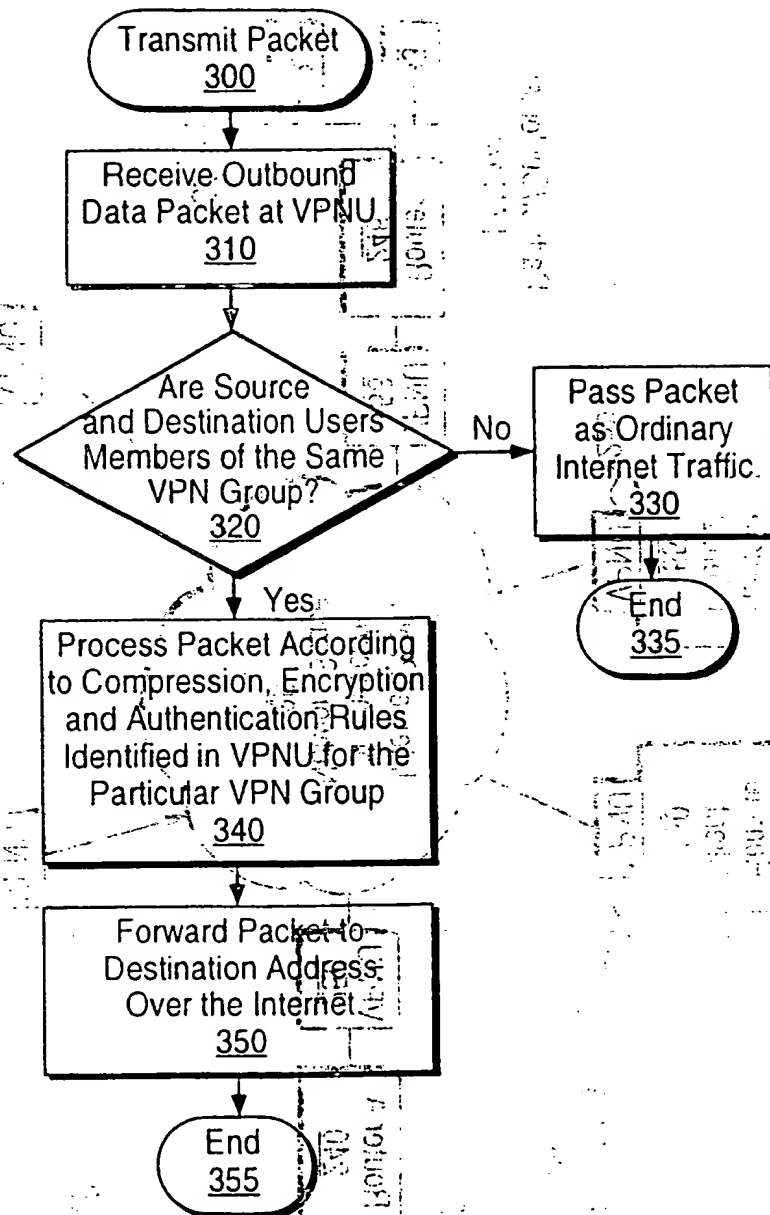 Transmit Packet
300
Receive Outbound
Data Packet at VPNU
310
Are Source
and Destination Users
Members of the Same
VPN Group?
320
No
Pass Packet
as Ordinary
Internet Traffic
330
End
335
Yes
Process Packet According
to Compression, Encryption
and Authentication Rules
Identified in VPNU for the
Particular VPN Group
340
Forward Packet to
Destination Address
Over the Internet
350
End
355